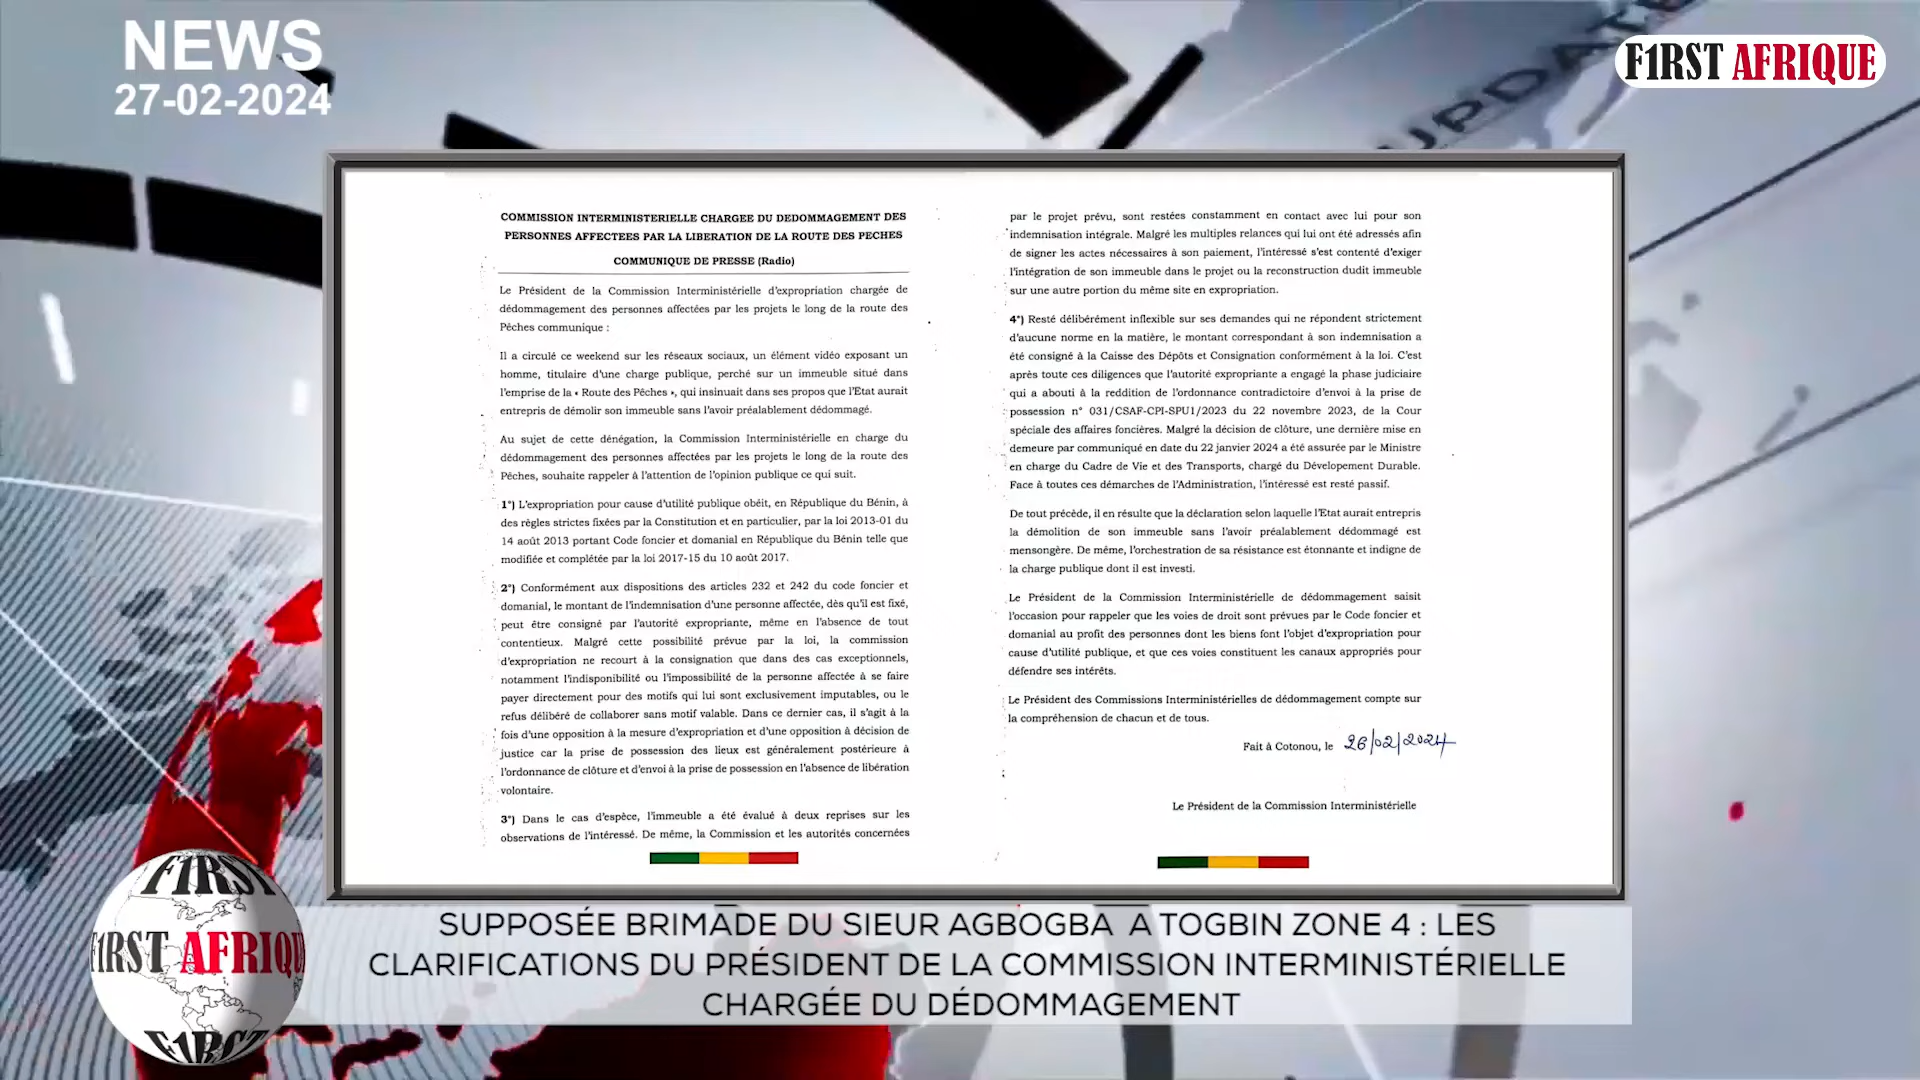 NEWS
27-02-2024
F1RST AFRIQUE
UPDATE
COMMISSION INTERMINISTERIELLE CHARGEE DU DEDOMMAGEMENT DES
PERSONNES AFFECTEES PAR LA LIBERATION DE LA ROUTE DES PECHES
COMMUNIQUE DE PRESSE (Radio)
Le Président de la Commission Interministérielle d'expropriation chargée de
dédommagement des personnes affectées par les projets le long de la route des
Pêches communique :
Il a circulé ce weekend sur les réseaux sociaux, un élément vidéo exposant un
homme, titulaire d'une charge publique, perché sur un immeuble situé dans
l'emprise de la « Route des Pêches », qui insinuait dans ses propos que l'Etat aurait
entrepris de démolir son immeuble sans l'avoir préalablement dédommagé.
Au sujet de cette dénégation, la Commission Interministérielle en charge du
dédommagement des personnes affectées par les projets le long de la route des
Pêches, souhaite rappeler à l'attention de l'opinion publique ce qui suit.
1°) L'expropriation pour cause d'utilité publique obéit, en République du Bénin, à
des règles strictes fixées par la Constitution et en particulier, par la loi 2013-01 du
14 août 2013 portant Code foncier et domanial en République du Bénin telle que
modifiée et complétée par la loi 2017-15 du 10 août 2017.
2°) Conformément aux dispositions des articles 232 et 242 du code foncier et
domanial, le montant de l'indemnisation d'une personne affectée, dès qu'il est fixé,
peut être consigné par l'autorité expropriante, même en l'absence de tout
contentieux. Malgré cette possibilité prévue par la loi, la commission
d'expropriation ne recourt à la consignation que dans des cas exceptionnels,
notamment l'indisponibilité ou l'impossibilité de la personne affectée à se faire
payer directement pour des motifs qui lui sont exclusivement imputables, ou le
refus délibéré de collaborer sans motif valable. Dans ce dernier cas, il s'agit à la
fois d'une opposition à la mesure d'expropriation et d'une opposition à décision de
justice car la prise de possession des lieux est généralement postérieure à
l'ordonnance de clôture et d'envoi à la prise de possession en l'absence de libération
volontaire.
3°) Dans le cas d'espèce, l'immeuble a été évalué à deux reprises sur les
observations de l'intéressé. De même, la Commission et les autorités concernées
par le projet prévu, sont restées constamment en contact avec lui pour son
indemnisation intégrale. Malgré les multiples relances qui lui ont été adressés afin
de signer les actes nécessaires à son paiement, l'intéressé s'est contenté d'exiger
l'intégration de son immeuble dans le projet ou la reconstruction dudit immeuble
sur une autre portion du même site en expropriation.
4°) Resté délibérément inflexible sur ses demandes qui ne répondent strictement
d'aucune norme en la matière, le montant correspondant à son indemnisation a
été consigné à la Caisse des Dépôts et Consignation conformément à la loi. C'est
après toute ces diligences que l'autorité expropriante a engagé la phase judiciaire
qui a abouti à la reddition de l'ordonnance contradictoire d'envoi à la prise de
possession n° 031/CSAF-CPI-SPU1/2023 du 22 novembre 2023, de la Cour
spéciale des affaires foncières. Malgré la décision de clôture, une dernière mise en
demeure par communiqué en date du 22 janvier 2024 a été assurée par le Ministre
en charge du Cadre de Vie et des Transports, chargé du Dévelopement Durable.
Face à toutes ces démarches de l'Administration, l'intéressé est resté passif.
De tout précède, il en résulte que la déclaration selon laquelle l'Etat aurait entrepris
la démolition de son immeuble sans l'avoir préalablement dédommagé est
mensongère. De même, l'orchestration de sa résistance est étonnante et indigne de
la charge publique dont il est investi.
Le Président de la Commission Interministérielle de dédommagement saisit
l'occasion pour rappeler que les voies de droit sont prévues par le Code foncier et
domanial au profit des personnes dont les biens font l'objet d'expropriation pour
cause d'utilité publique, et que ces voies constituent les canaux appropriés pour
défendre ses intérêts.
Le Président des Commissions Interministérielles de dédommagement compte sur
la compréhension de chacun et de tous.
Fait à Cotonou, le 26/02/2024
Le Président de la Commission Interministérielle
F1RST
F1RST AFRIQU
F1RST
SUPPOSÉE BRIMADE DU SIEUR AGBOGBA A TOGBIN ZONE 4 : LES
CLARIFICATIONS DU PRÉSIDENT DE LA COMMISSION INTERMINISTÉRIELLE
CHARGÉE DU DÉDOMMAGEMENT